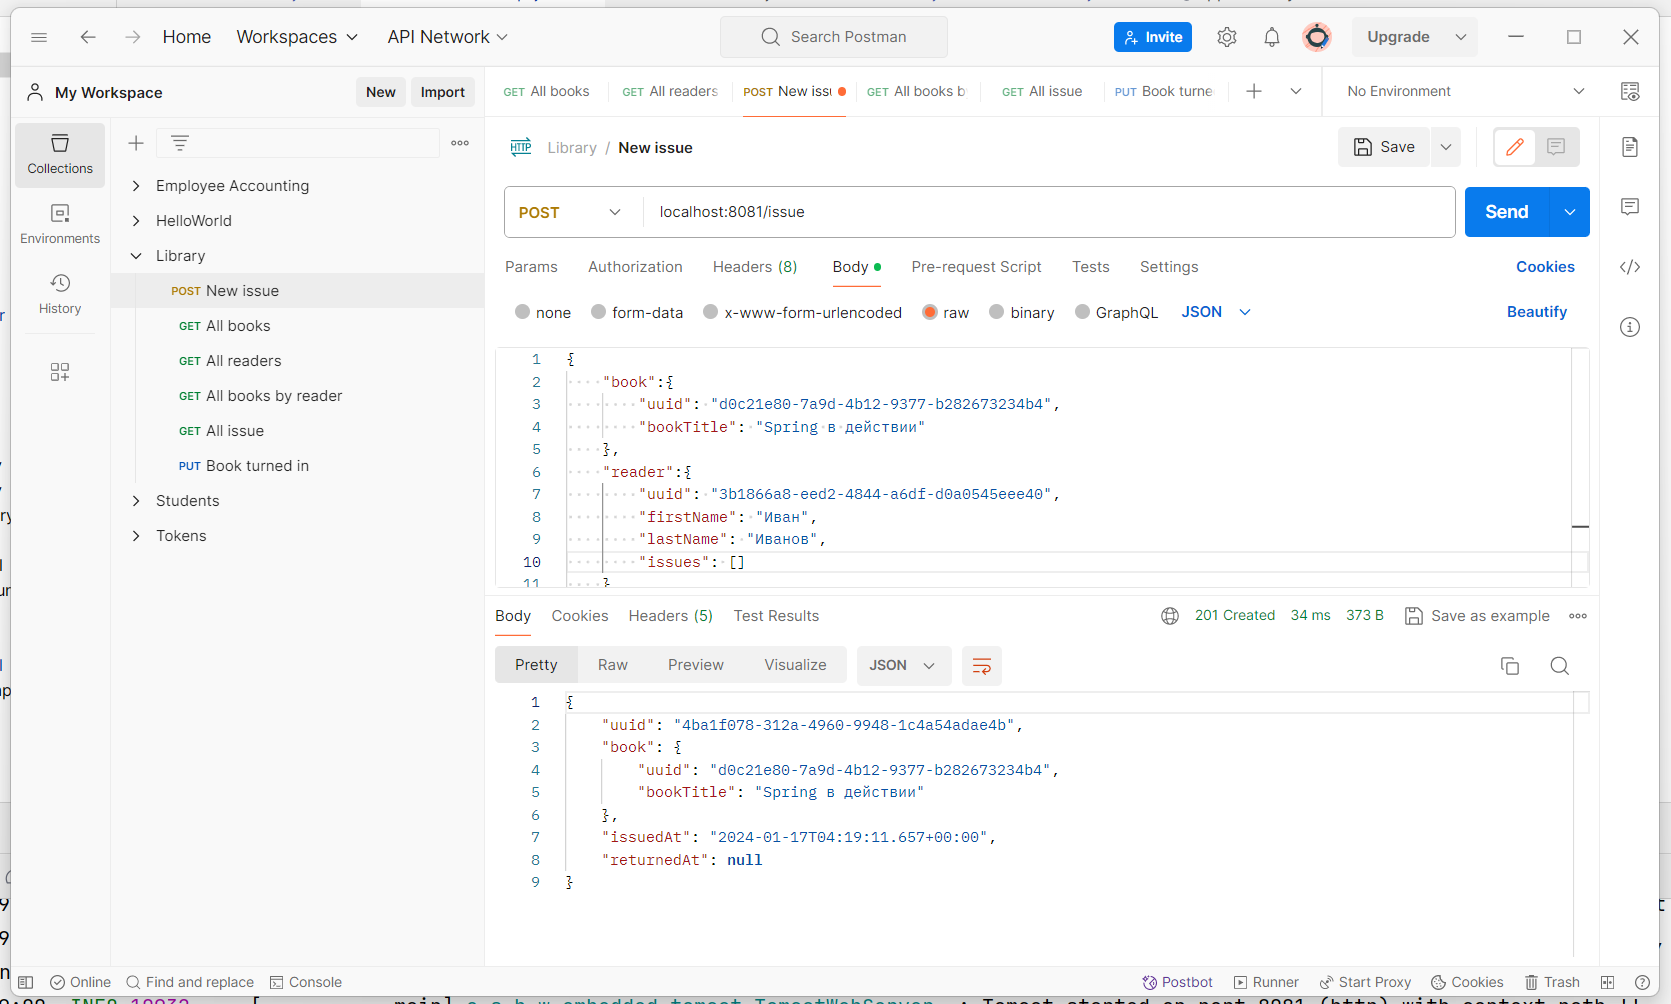 Home Workspaces API Network Search Postman Invite Upgrade
My Workspace New Import
GET All books GET All readers POST New issu GET All books b GET All issue PUT Book turne No Environment
Collections
Environments
History
Employee Accounting
HelloWorld
Library
POST New issue
GET All books
GET All readers
GET All books by reader
GET All issue
PUT Book turned in
Students
Tokens
HTTP Library / New issue Save
POST localhost:8081/issue Send
Params Authorization Headers (8) Body Pre-request Script Tests Settings Cookies
none form-data x-www-form-urlencoded raw binary GraphQL JSON Beautify
1 {
2 "book":{
3 "uuid": "d0c21e80-7a9d-4b12-9377-b282673234b4",
4 "bookTitle": "Spring в действии"
5 },
6 "reader":{
7 "uuid": "3b1866a8-eed2-4844-a6df-d0a0545eee40",
8 "firstName": "Иван",
9 "lastName": "Иванов",
10 "issues": []
11 }
Body Cookies Headers (5) Test Results 201 Created 34 ms 373 B Save as example
Pretty Raw Preview Visualize JSON
1 {
2 "uuid": "4ba1f078-312a-4960-9948-1c4a54adae4b",
3 "book": {
4 "uuid": "d0c21e80-7a9d-4b12-9377-b282673234b4",
5 "bookTitle": "Spring в действии"
6 },
7 "issuedAt": "2024-01-17T04:19:11.657+00:00",
8 "returnedAt": null
9 }
Online Find and replace Console Postbot Runner Start Proxy Cookies Trash